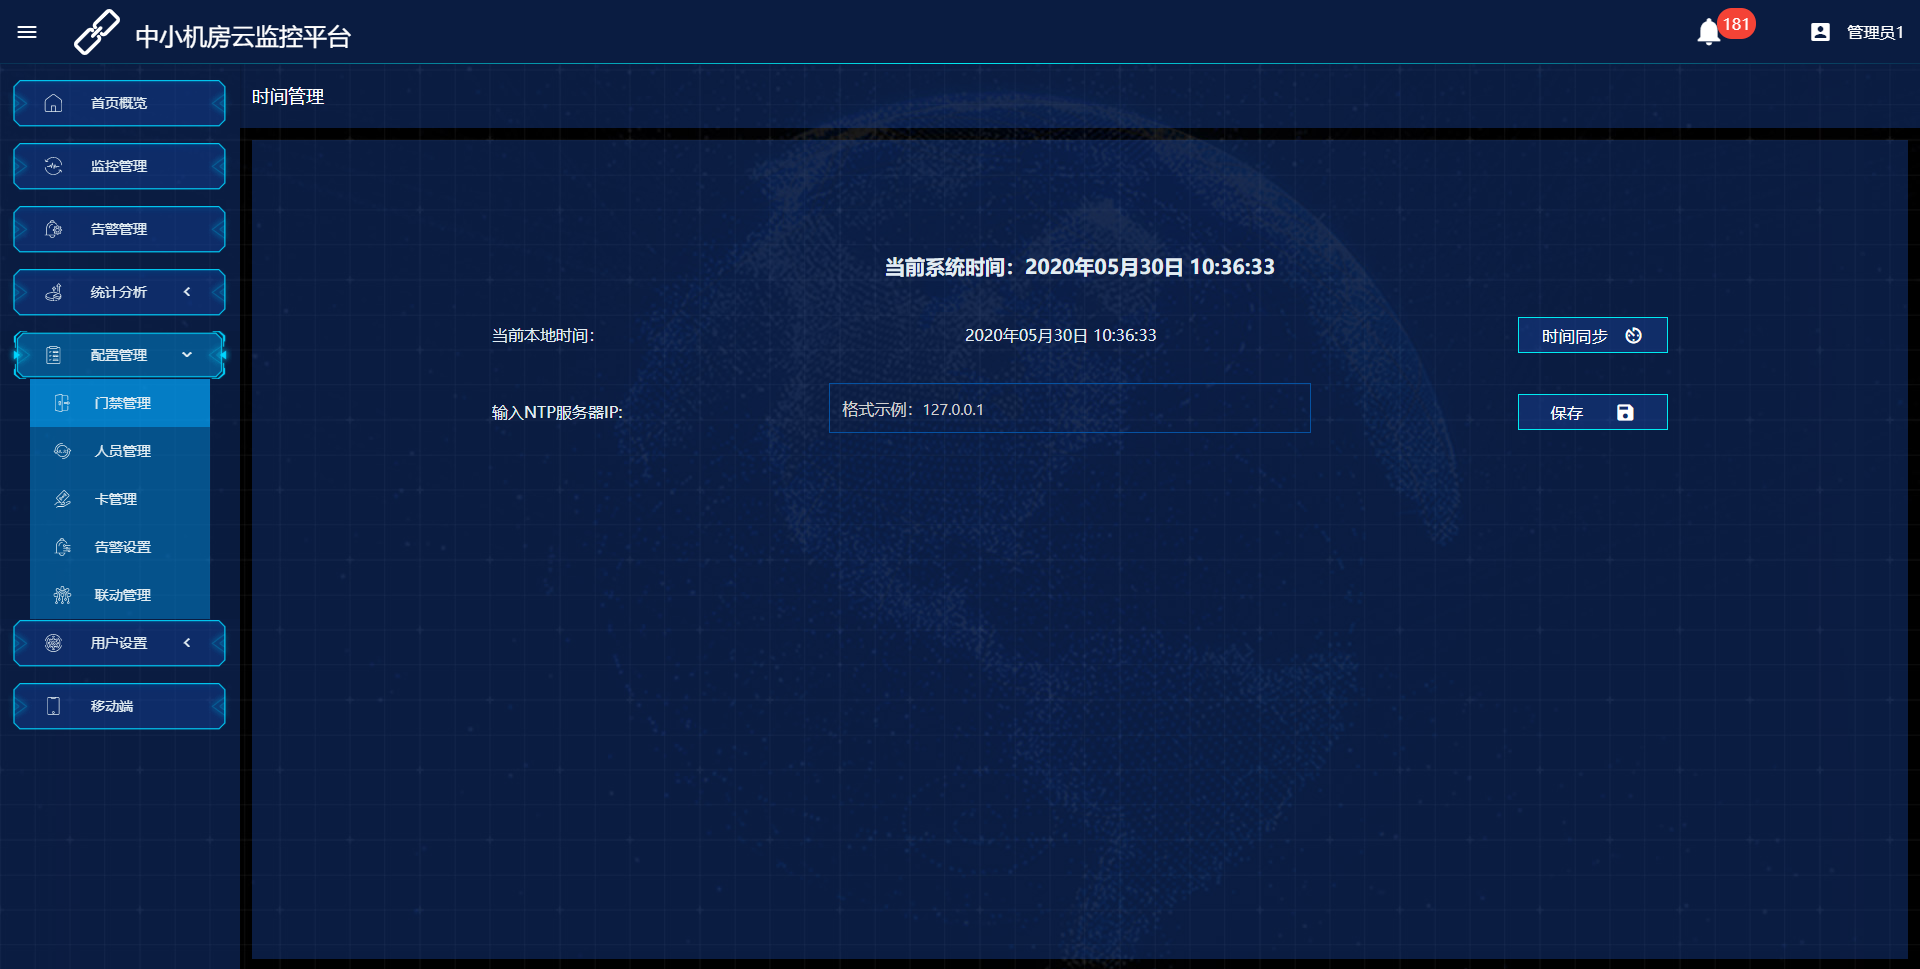 中小机房云监控平台
181
管理员1
首页概览
监控管理
告警管理
统计分析
配置管理
门禁管理
人员管理
卡管理
告警设置
联动管理
用户设置
移动端
时间管理
当前系统时间：2020年05月30日 10:36:33
当前本地时间：
2020年05月30日 10:36:33
时间同步
输入NTP服务器IP:
格式示例：127.0.0.1
保存